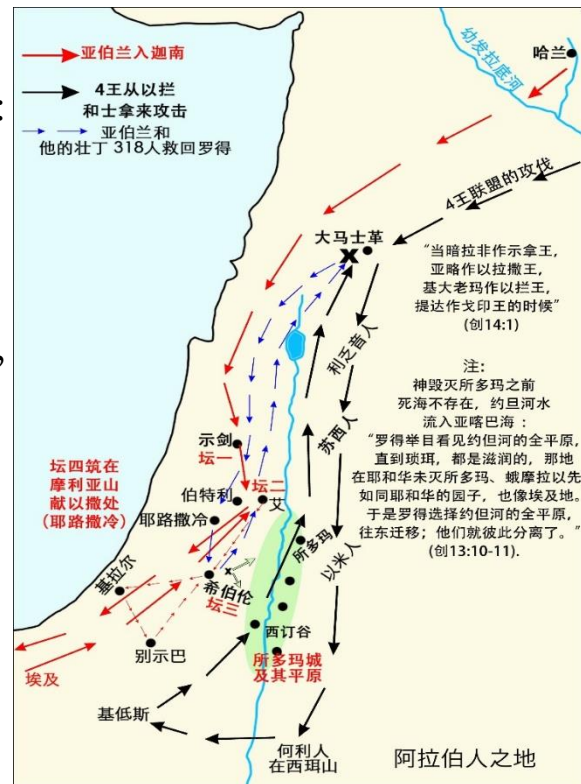 亚伯兰入迦南
4王从以拦
和士拿来攻击
亚伯兰和
他的壮丁 318人救回罗得
:
,
幼发拉底河
哈兰
4王联盟的攻伐
大马士革
X
“当暗拉非作示拿王,
亚略作以拉撒王,
基大老玛作以拦王,
提达作戈印王的时候”
(创14:1)
利乏音人
苏西人
以米人
注:
神毁灭所多玛之前
死海不存在，约旦河水
流入亚喀巴海 :
“罗得举目看见约但河的全平原,
直到琐珥，都是滋润的，那地
在耶和华未灭所多玛、蛾摩拉以先
如同耶和华的园子，也像埃及地。
于是罗得选择约但河的全平原,
往东迁移；他们就彼此分离了。”
(创13:10-11).
示剑
坛一
坛四筑在
摩利亚山
献以撒处
(耶路撒冷)
伯特利
坛二
艾
耶路撒冷
所多玛
基拉尔
希伯伦
坛三
别示巴
西订谷
埃及
所多玛城
及其平原
基低斯
何利人
在西珥山
阿拉伯人之地